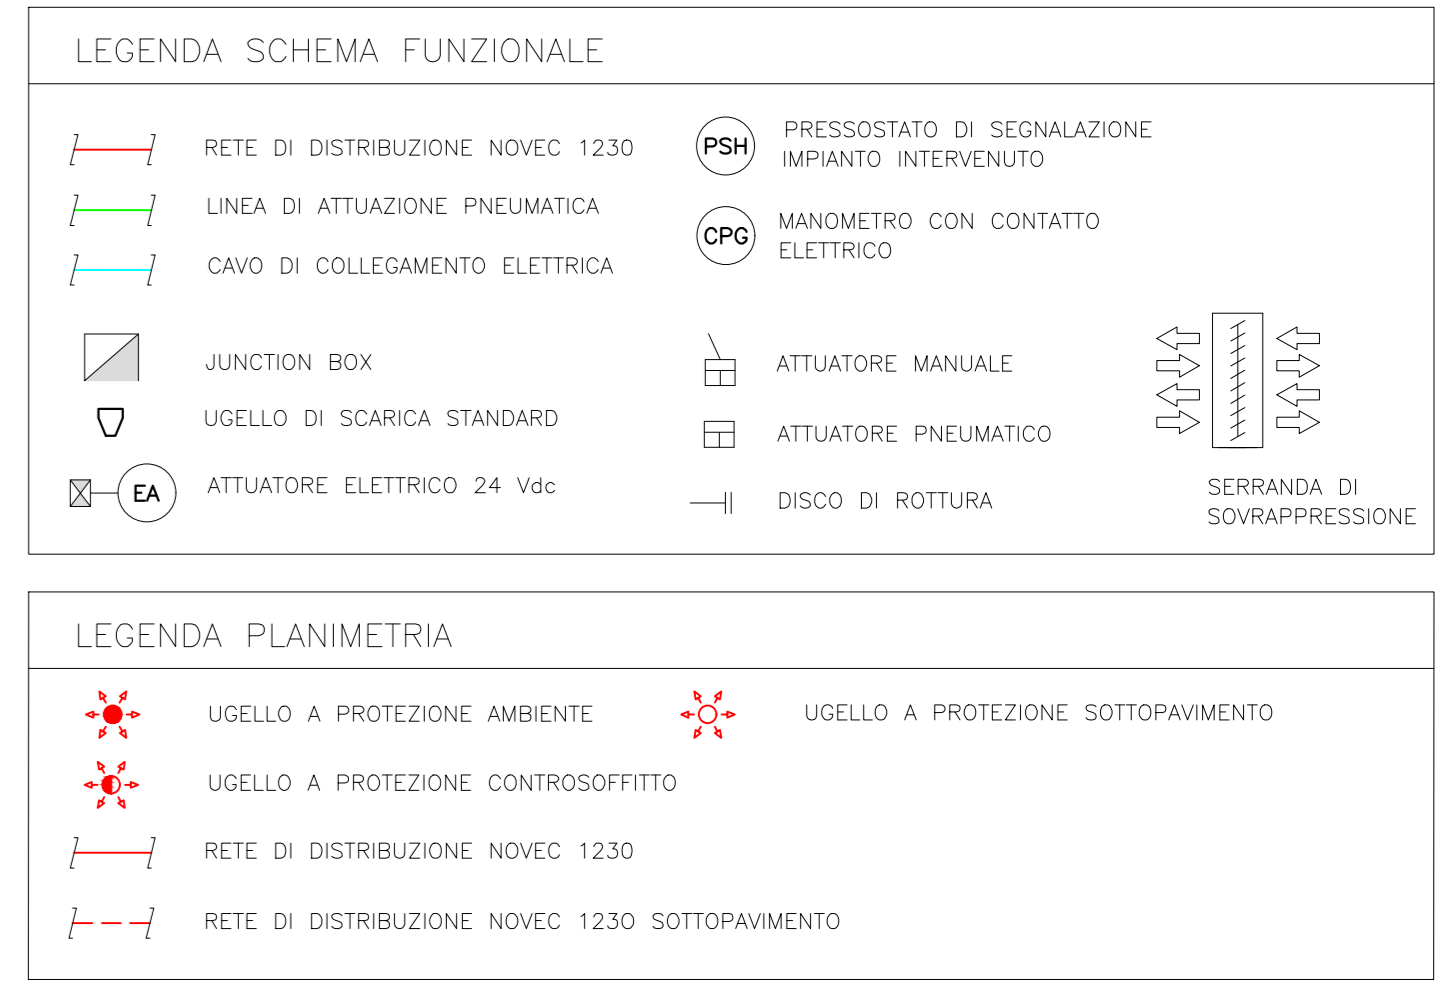 LEGENDA SCHEMA FUNZIONALE
RETE DI DISTRIBUZIONE NOVEC 1230
LINEA DI ATTUAZIONE PNEUMATICA
CAVO DI COLLEGAMENTO ELETTRICA
JUNCTION BOX
UGELLO DI SCARICA STANDARD
EA
ATTUATORE ELETTRICO 24 Vdc
PSH
PRESSOSTATO DI SEGNALAZIONE
IMPIANTO INTERVENUTO
CPG
MANOMETRO CON CONTATTO
ELETTRICO
ATTUATORE MANUALE
ATTUATORE PNEUMATICO
DISCO DI ROTTURA
SERRANDA DI
SOVRAPPRESSIONE
LEGENDA PLANIMETRIA
UGELLO A PROTEZIONE AMBIENTE
UGELLO A PROTEZIONE SOTTOPAVIMENTO
UGELLO A PROTEZIONE CONTROSOFFITTO
RETE DI DISTRIBUZIONE NOVEC 1230
RETE DI DISTRIBUZIONE NOVEC 1230 SOTTOPAVIMENTO